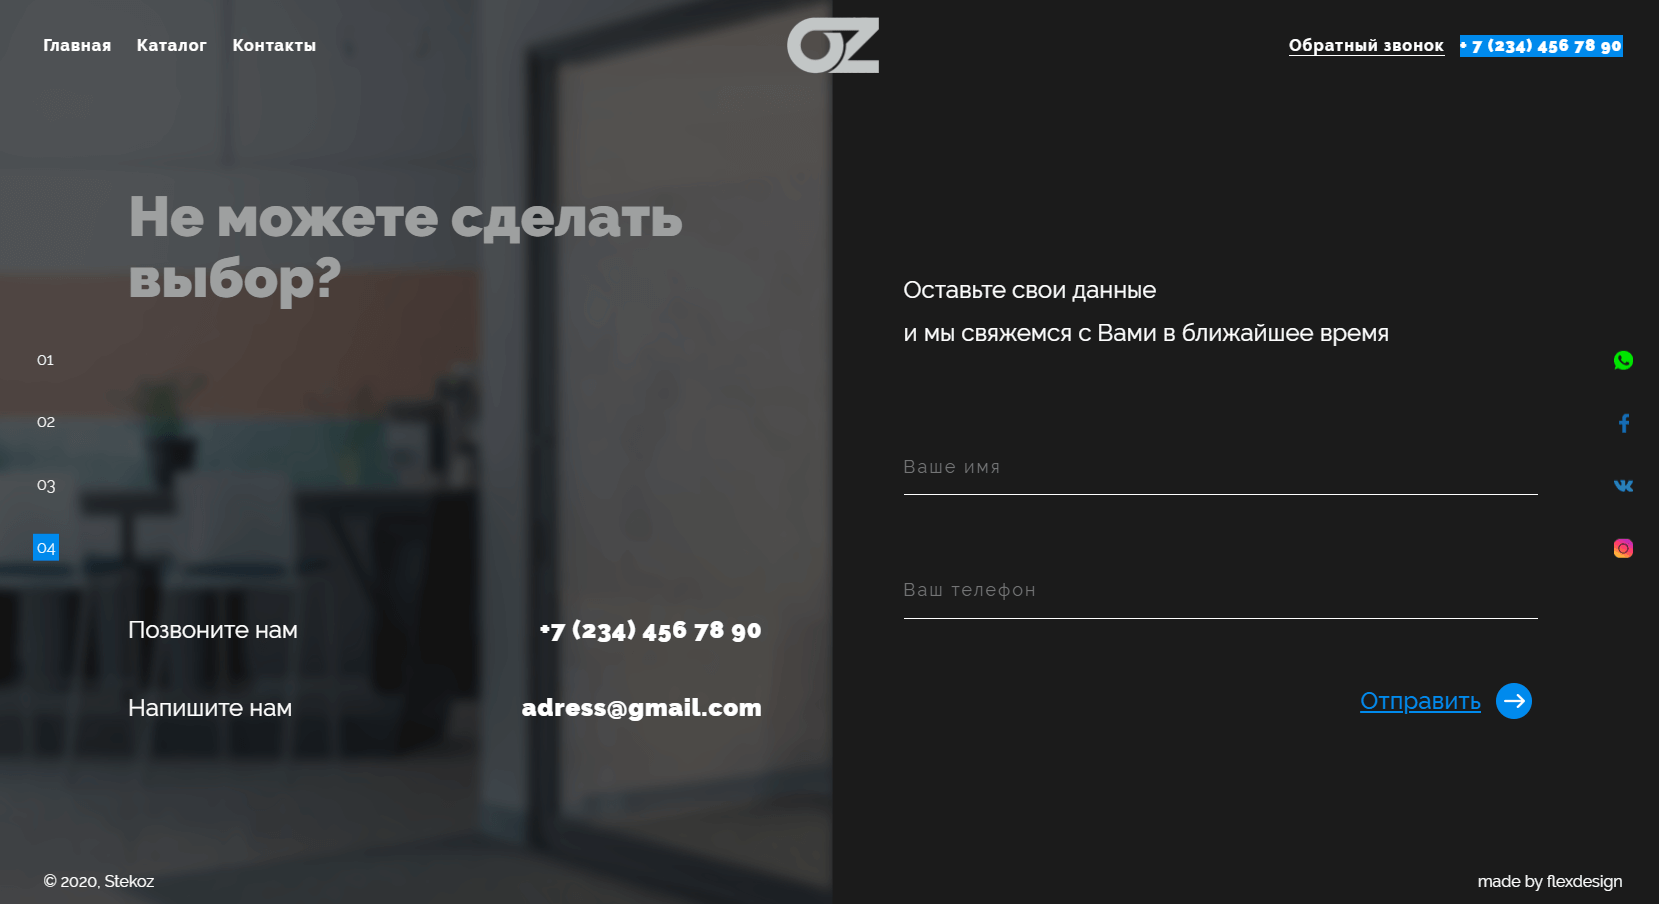 Главная Каталог Контакты
OZ
Обратный звонок + 7 (234) 456 78 90
Не можете сделать
выбор?
01
02
03
04
Позвоните нам +7 (234) 456 78 90
Напишите нам adress@gmail.com
Оставьте свои данные
и мы свяжемся с Вами в ближайшее время
Ваше имя
Ваш телефон
Отправить
© 2020, Stekoz
made by flexdesign